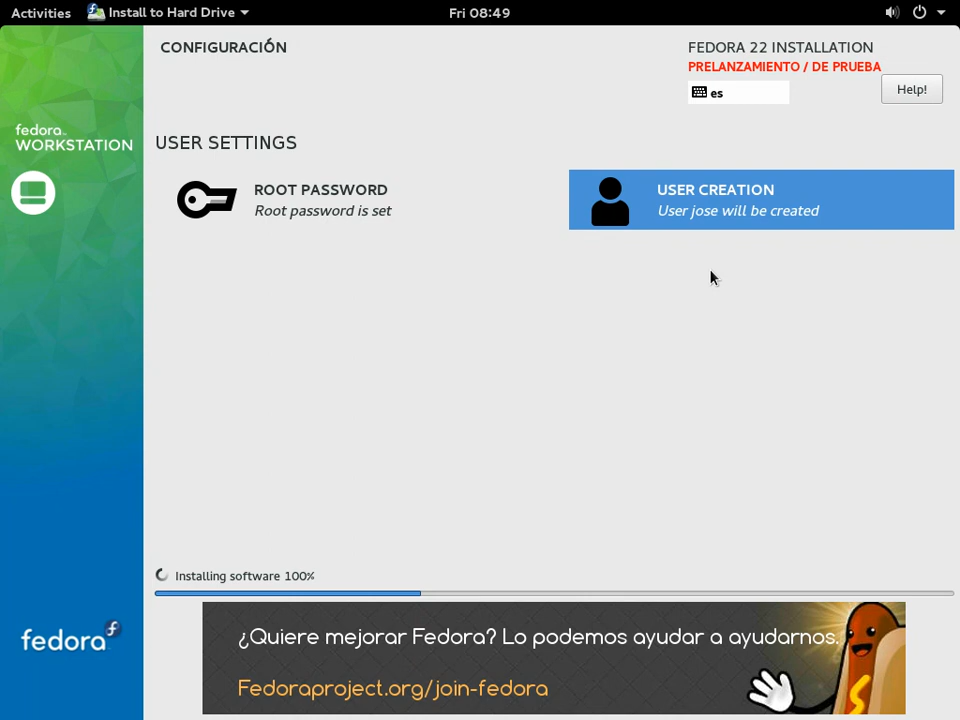 Activities Install to Hard Drive Fri 08:49
CONFIGURACIÓN
FEDORA 22 INSTALLATION
PRELANZAMIENTO / DE PRUEBA
es
Help!
fedora™
WORKSTATION
USER SETTINGS
ROOT PASSWORD
Root password is set
USER CREATION
User jose will be created
Installing software 100%
fedora
¿Quiere mejorar Fedora? Lo podemos ayudar a ayudarnos.
Fedoraproject.org/join-fedora